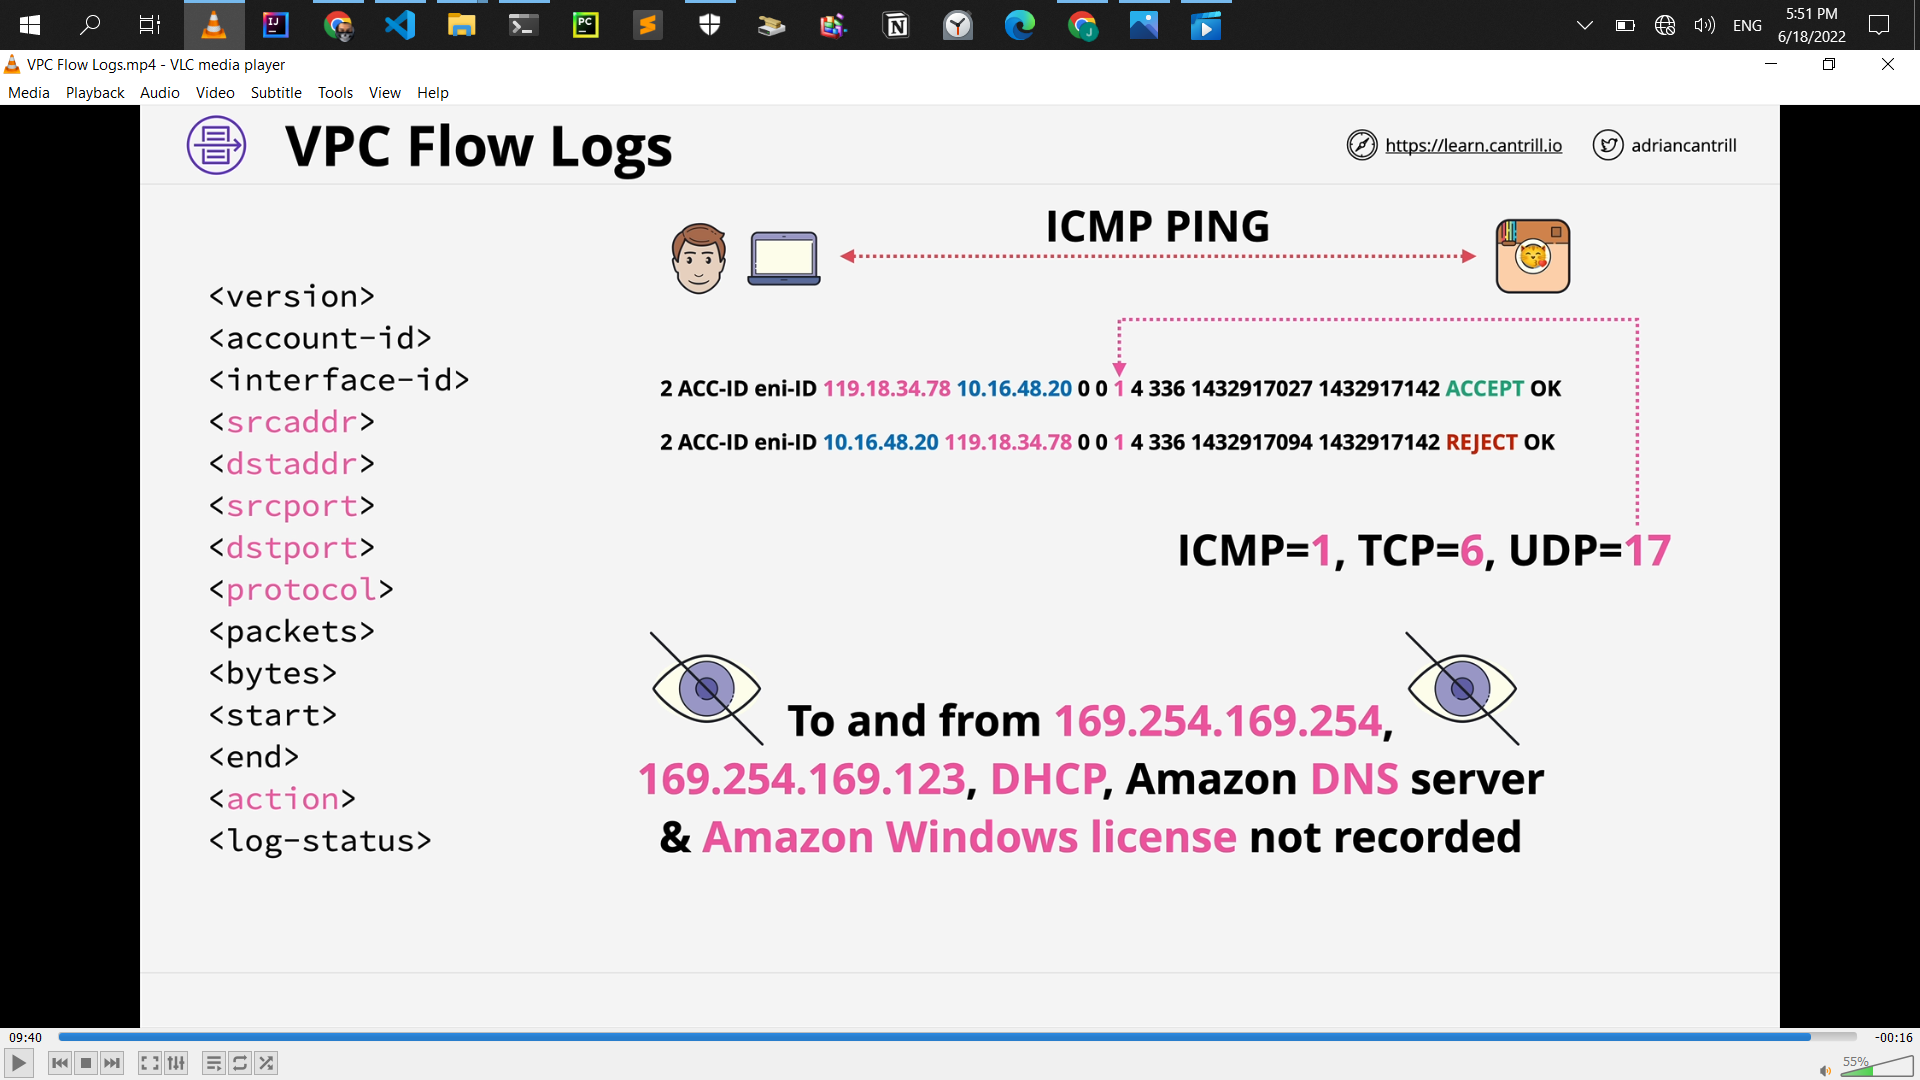 ENG
5:51 PM
6/18/2022
VPC Flow Logs.mp4 - VLC media player
Media Playback Audio Video Subtitle Tools View Help
VPC Flow Logs
https://learn.cantrill.io
adriancantrill
ICMP PING
<version>
<account-id>
<interface-id>
<srcaddr>
<dstaddr>
<srcport>
<dstport>
<protocol>
<packets>
<bytes>
<start>
<end>
<action>
<log-status>
2 ACC-ID eni-ID 119.18.34.78 10.16.48.20 0 0 1 4 336 1432917027 1432917142 ACCEPT OK
2 ACC-ID eni-ID 10.16.48.20 119.18.34.78 0 0 1 4 336 1432917094 1432917142 REJECT OK
ICMP=1, TCP=6, UDP=17
To and from 169.254.169.254,
169.254.169.123, DHCP, Amazon DNS server
& Amazon Windows license not recorded
09:40
-00:16
55%